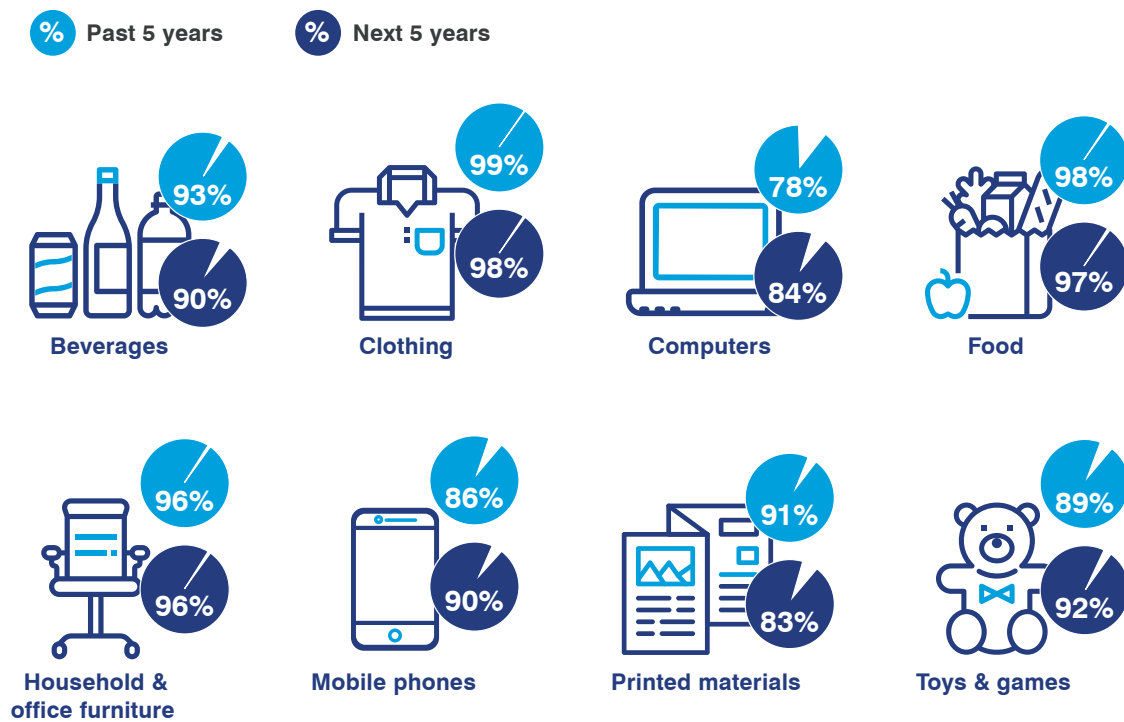 % Past 5 years
% Next 5 years
93%
90%
Beverages
99%
98%
Clothing
78%
84%
Computers
98%
97%
Food
96%
96%
Household &
office furniture
86%
90%
Mobile phones
91%
83%
Printed materials
89%
92%
Toys & games